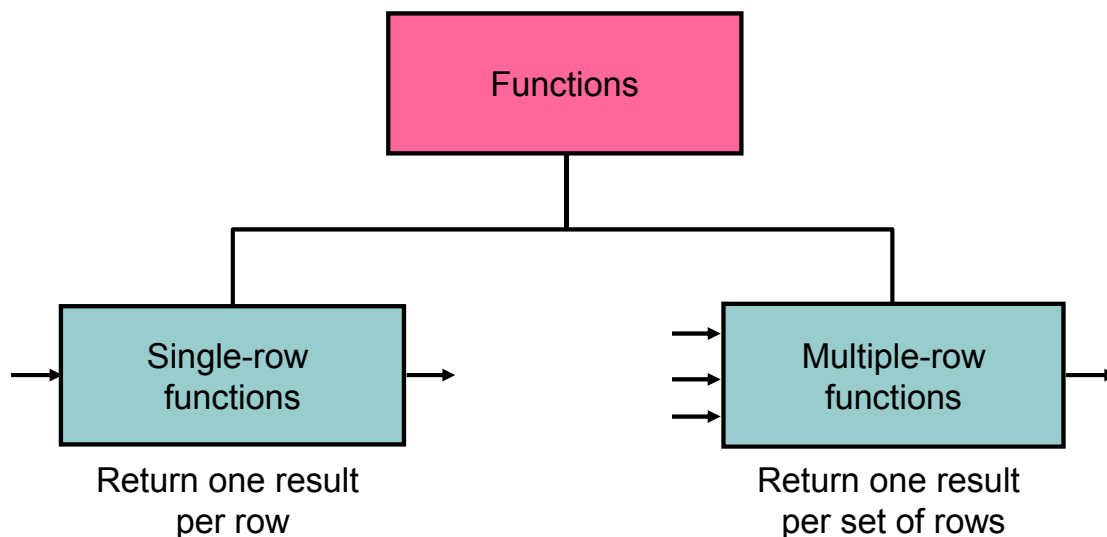 Functions
Single-row
functions
Multiple-row
functions
Return one result
per row
Return one result
per set of rows